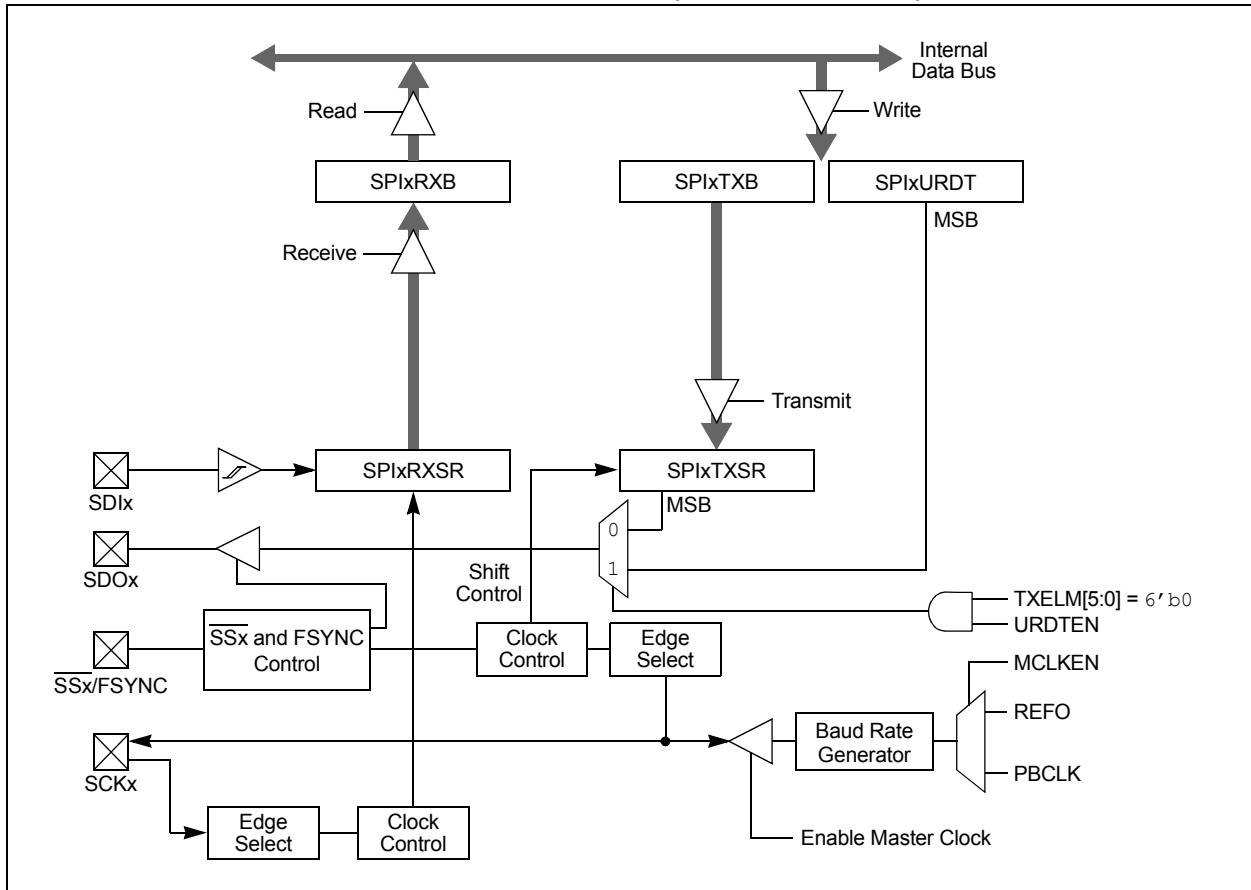 Internal
Data Bus
Read
Write
SPIxRXB
SPIxTXB
SPIxURDT
MSB
Receive
Transmit
SPIxRXSR
SPIxTXSR
SDIx
MSB
0
1
SDOx
Shift
Control
TXELM[5:0] = 6'b0
URDTEN
SSx and FSYNC
Control
Clock
Control
Edge
Select
SSx/FSYNC
MCLKEN
REFO
Baud Rate
Generator
PBCLK
SCKx
Edge
Select
Clock
Control
Enable Master Clock